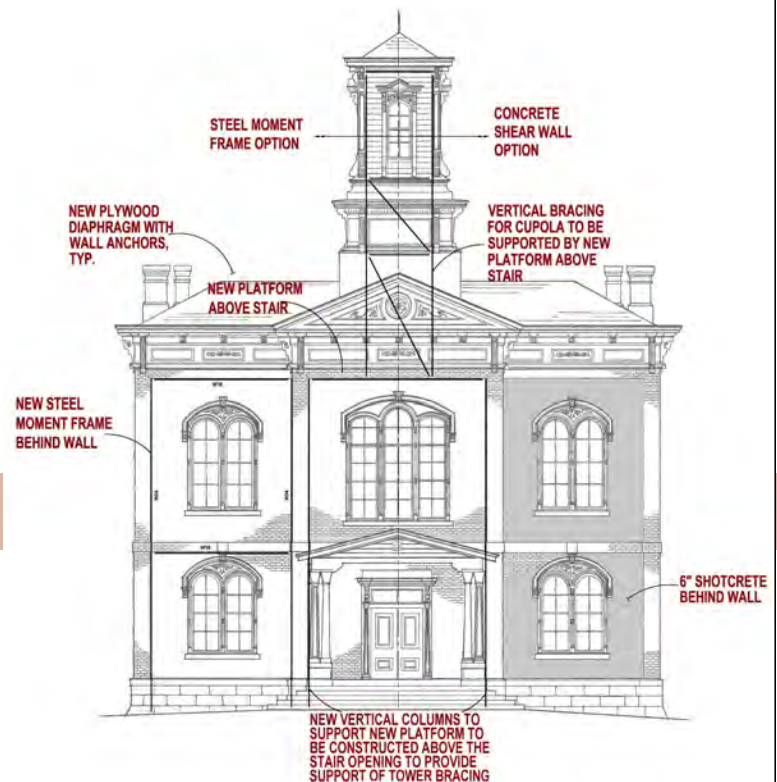 STEEL MOMENT
FRAME OPTION
CONCRETE
SHEAR WALL
OPTION
NEW PLYWOOD
DIAPHRAGM WITH
WALL ANCHORS,
TYP.
VERTICAL BRACING
FOR CUPOLA TO BE
SUPPORTED BY NEW
PLATFORM ABOVE
STAIR
NEW PLATFORM
ABOVE STAIR
NEW STEEL
MOMENT FRAME
BEHIND WALL
6" SHOTCRETE
BEHIND WALL
NEW VERTICAL COLUMNS TO
SUPPORT NEW PLATFORM TO
BE CONSTRUCTED ABOVE THE
STAIR OPENING TO PROVIDE
SUPPORT OF TOWER BRACING